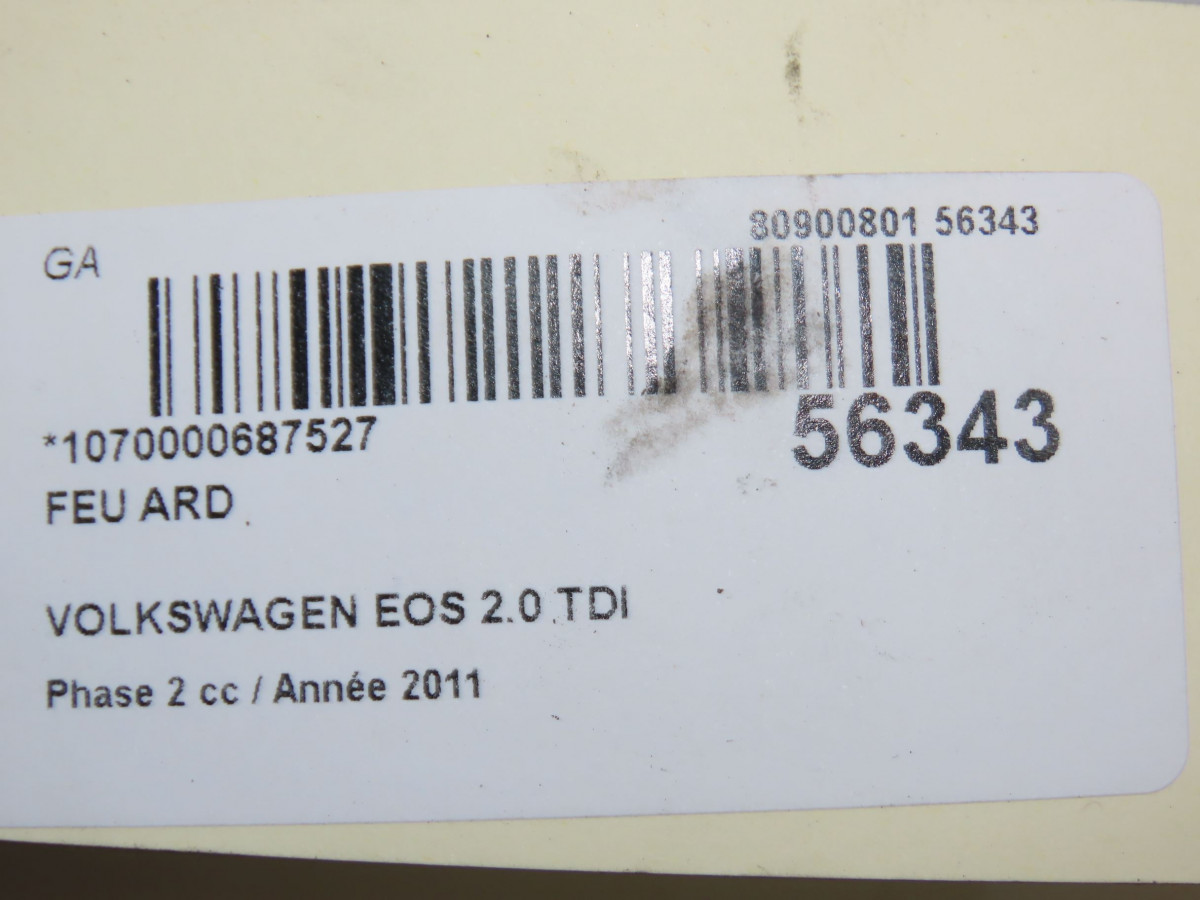 80900801 56343
GA
56343
*1070000687527
FEU ARD
VOLKSWAGEN EOS 2.0 TDI
Phase 2 cc / Année 2011